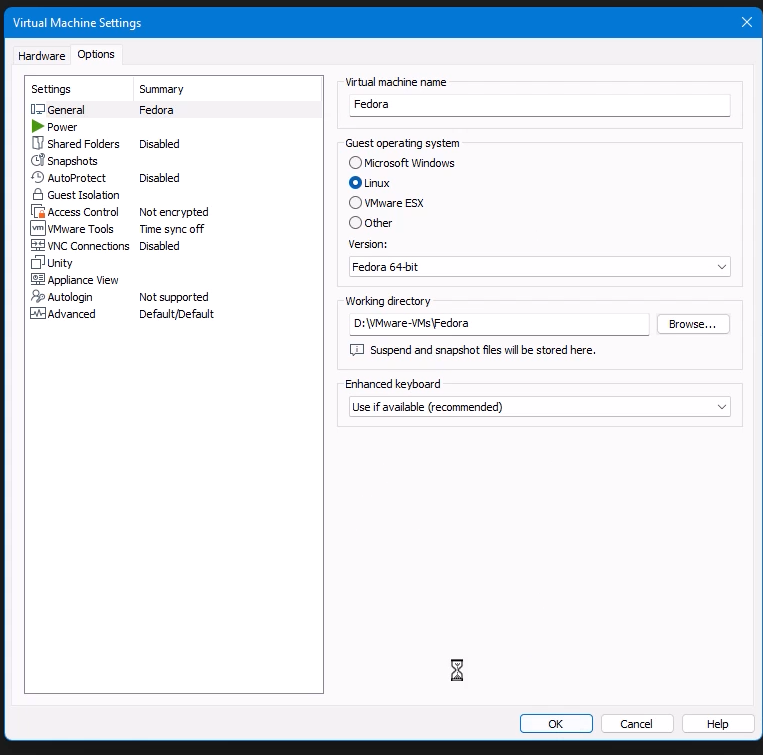 Virtual Machine Settings
Hardware Options
Settings Summary
General Fedora
Power
Shared Folders Disabled
Snapshots
AutoProtect Disabled
Guest Isolation
Access Control Not encrypted
vm VMware Tools Time sync off
VNC Connections Disabled
Unity
Appliance View
Autologin Not supported
Advanced Default/Default
Virtual machine name
Fedora
Guest operating system
Microsoft Windows
Linux
VMware ESX
Other
Version:
Fedora 64-bit
Working directory
D:\VMware-VMs\Fedora Browse...
Suspend and snapshot files will be stored here.
Enhanced keyboard
Use if available (recommended)
OK Cancel Help